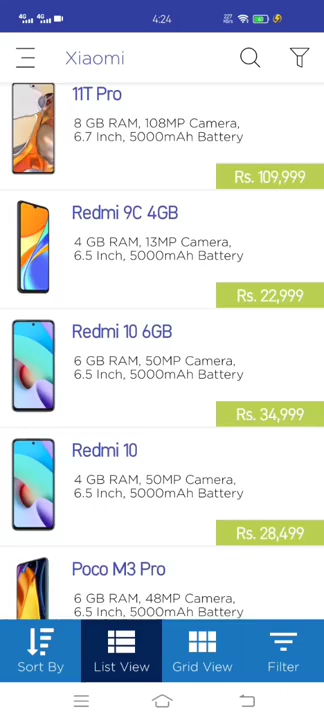 4G 4G 4:24
Xiaomi
11T Pro
8 GB RAM, 108MP Camera,
6.7 Inch, 5000mAh Battery
Rs. 109,999
Redmi 9C 4GB
4 GB RAM, 13MP Camera,
6.5 Inch, 5000mAh Battery
Rs. 22,999
Redmi 10 6GB
6 GB RAM, 50MP Camera,
6.5 Inch, 5000mAh Battery
Rs. 34,999
Redmi 10
4 GB RAM, 50MP Camera,
6.5 Inch, 5000mAh Battery
Rs. 28,499
Poco M3 Pro
6 GB RAM, 48MP Camera,
6.5 Inch, 5000mAh Battery
Sort By List View Grid View Filter